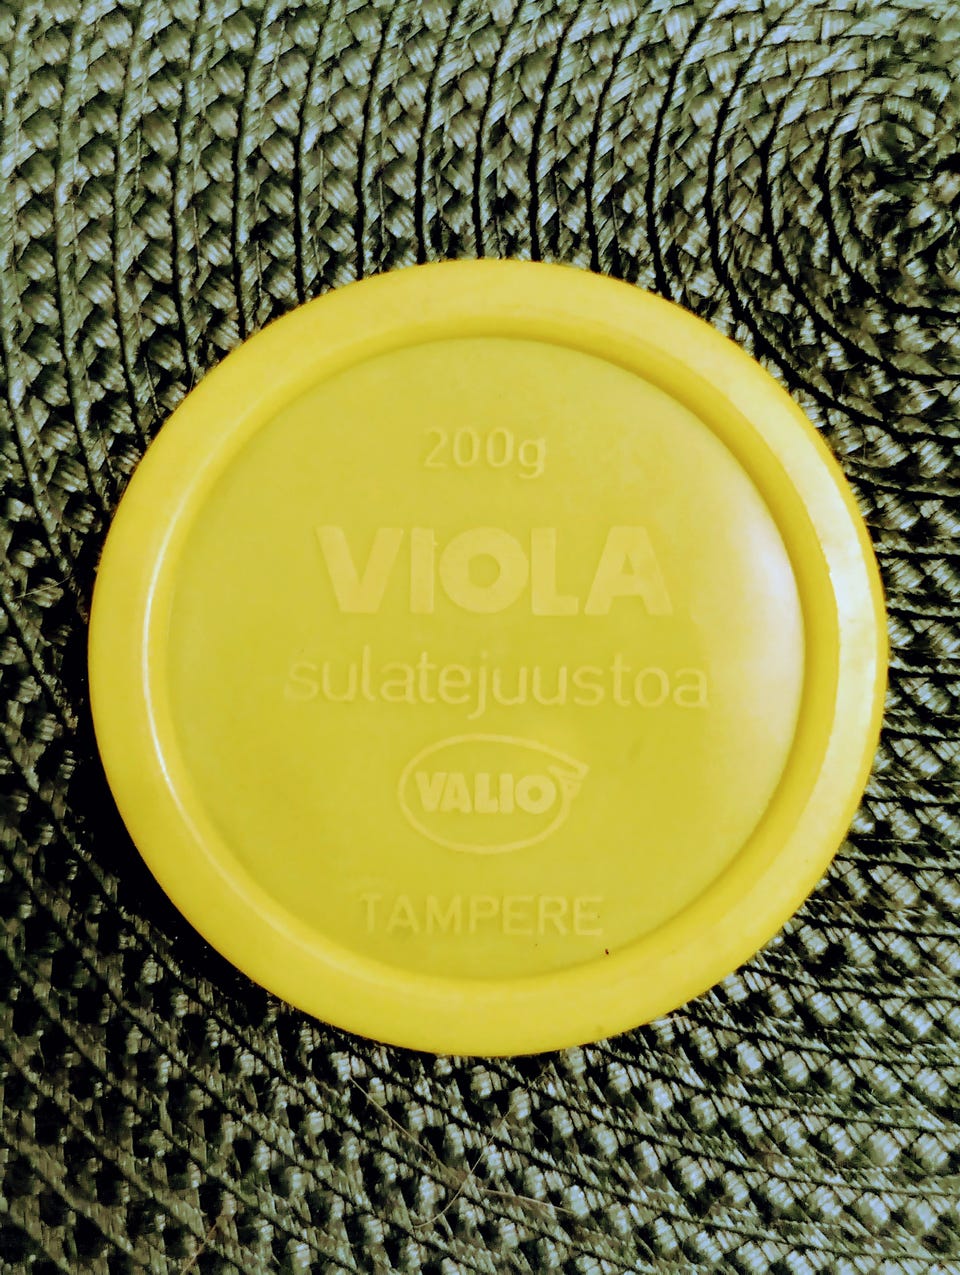 200g
VIOLA
sulatejuustoa
VALIO
TAMPERE